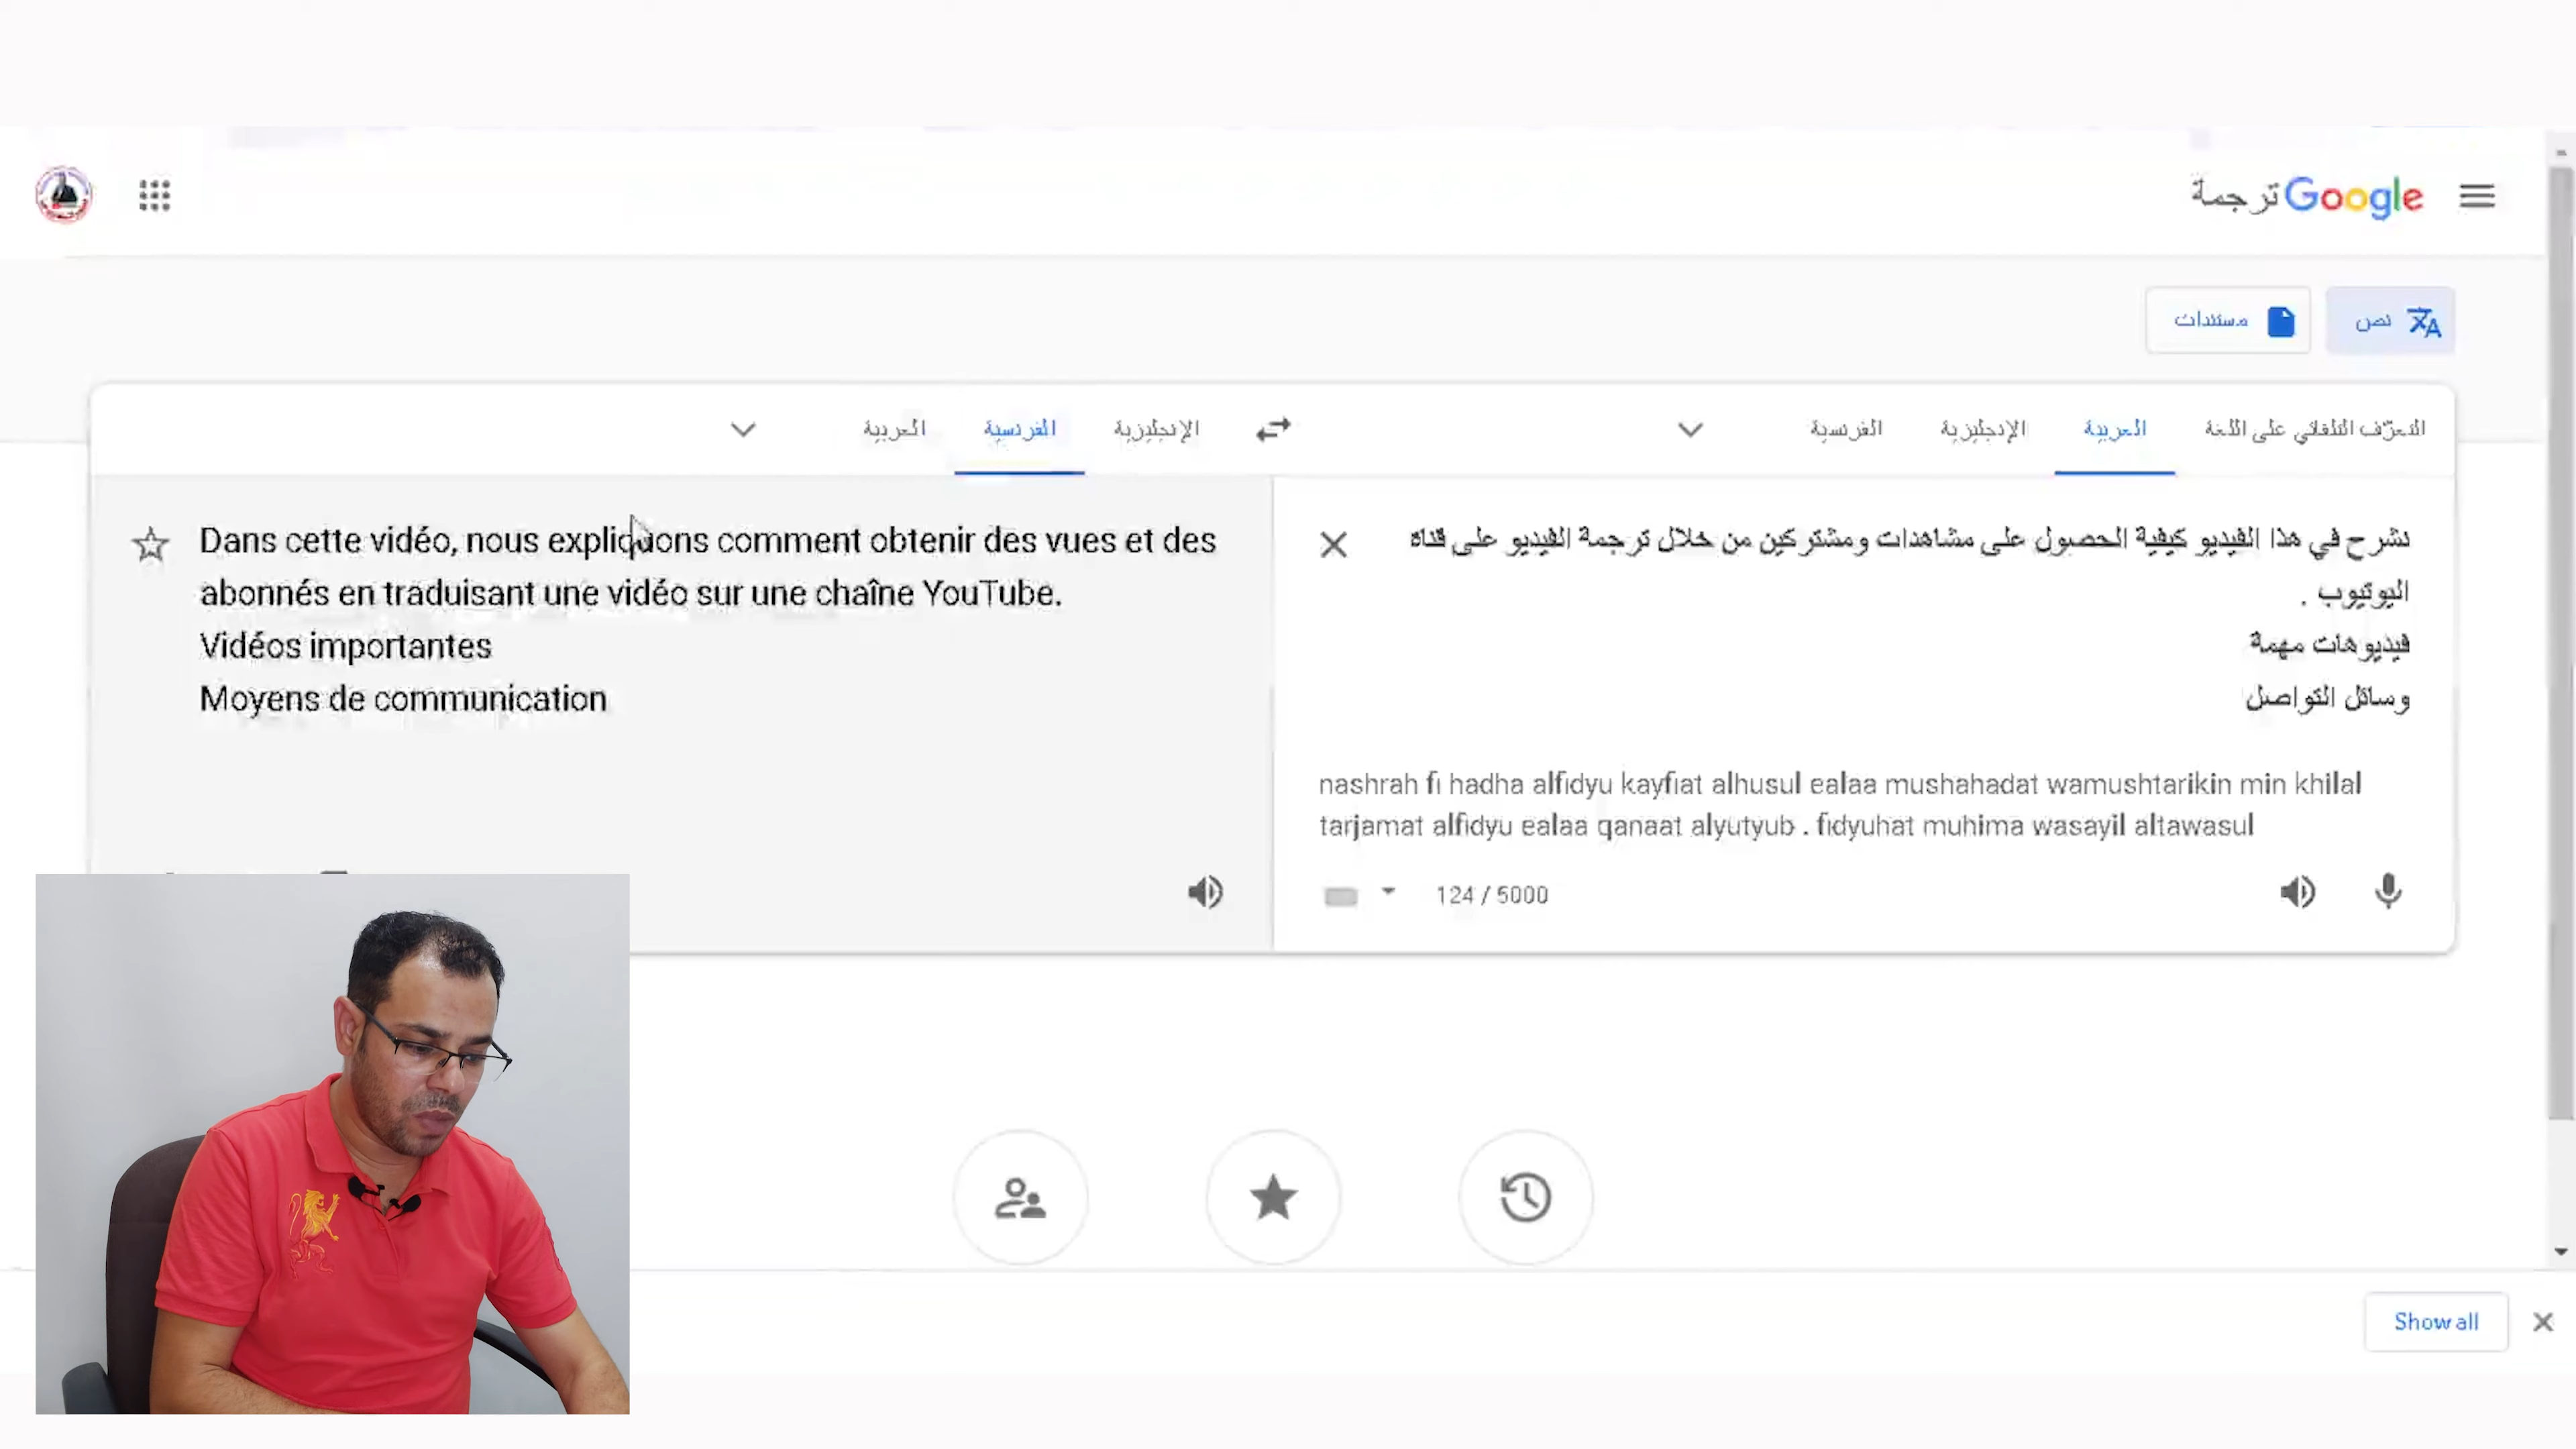 ترجمة Google
نص
مستندات
التعرّف التلقائي على اللغة
العربية
الإنجليزية
الفرنسية
الإنجليزية
الفرنسية
العربية
نشرح في هذا الفيديو كيفية الحصول على مشاهدات ومشتركين من خلال ترجمة الفيديو على قناة
اليوتيوب .
فيديوهات مهمة
وسائل التواصل
nashrah fi hadha alfidyu kayfiat alhusul ealaa mushahadat wamushtarikin min khilal
tarjamat alfidyu ealaa qanaat alyutyub . fidyuhat muhima wasayil altawasul
124 / 5000
Dans cette vidéo, nous expliquons comment obtenir des vues et des
abonnés en traduisant une vidéo sur une chaîne YouTube.
Vidéos importantes
Moyens de communication
Show all